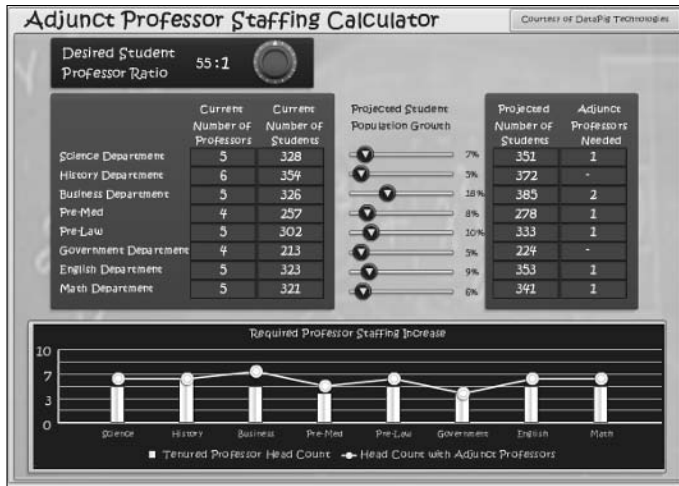 Adjunct Professor Staffing Calculator
Courtesy of DataPig Technologies
Desired Student
Professor Ratio
55:1
Current Number of Professors
Current Number of Students
Projected Student Population Growth
Projected Number of Students
Adjunct Professors Needed
Science Department 5 328 7% 351 1
History Department 6 354 5% 372 -
Business Department 5 326 18% 385 2
Pre-Med 4 257 8% 278 1
Pre-Law 5 302 10% 333 1
Government Department 4 213 5% 224 -
English Department 5 323 9% 353 1
Math Department 5 321 6% 341 1
Required Professor Staffing Increase
10
7
3
0
Science History Business Pre-Med Pre-Law Government English Math
Tenured Professor Head Count Head Count with Adjunct Professors